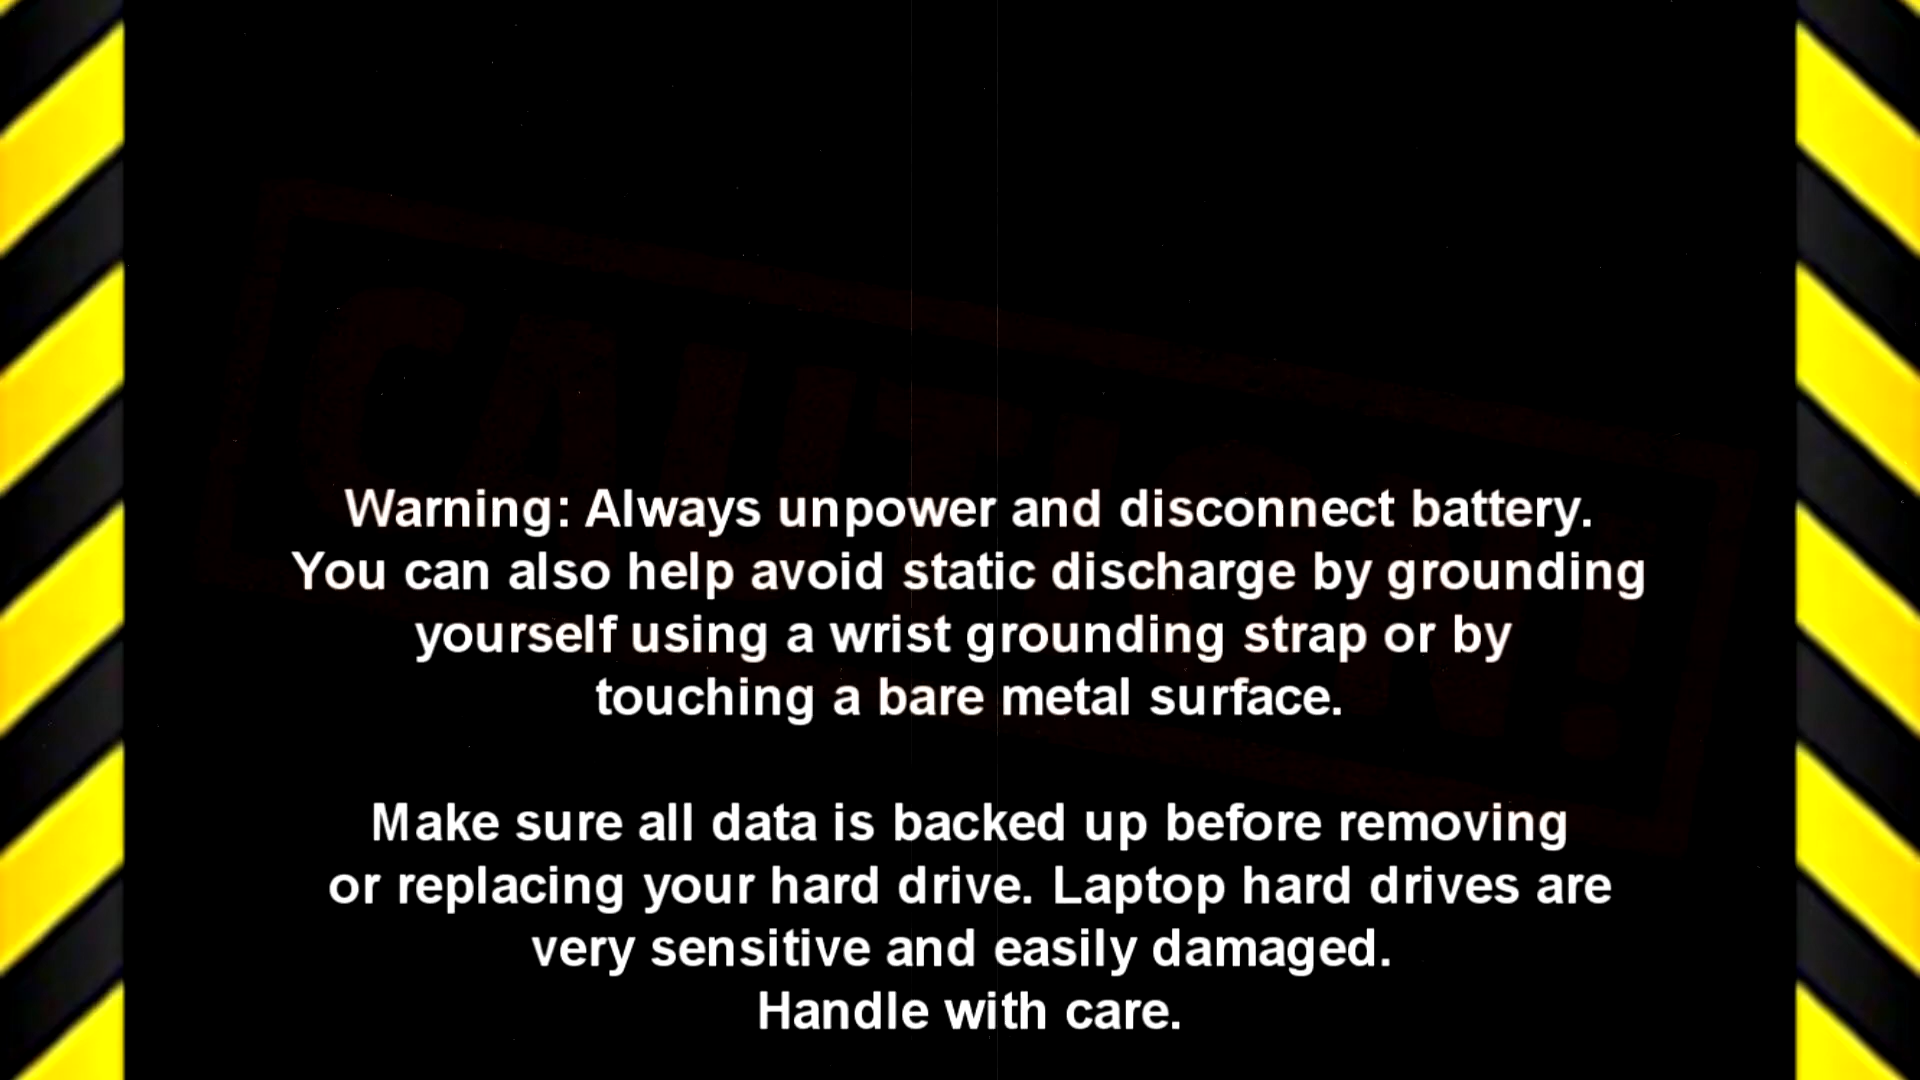 CAUTION!
Warning: Always unpower and disconnect battery.
You can also help avoid static discharge by grounding
yourself using a wrist grounding strap or by
touching a bare metal surface.
Make sure all data is backed up before removing
or replacing your hard drive. Laptop hard drives are
very sensitive and easily damaged.
Handle with care.